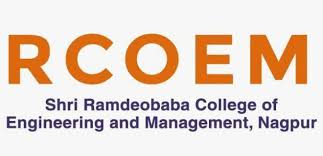 RCOEM
Shri Ramdeobaba College of
Engineering and Management, Nagpur